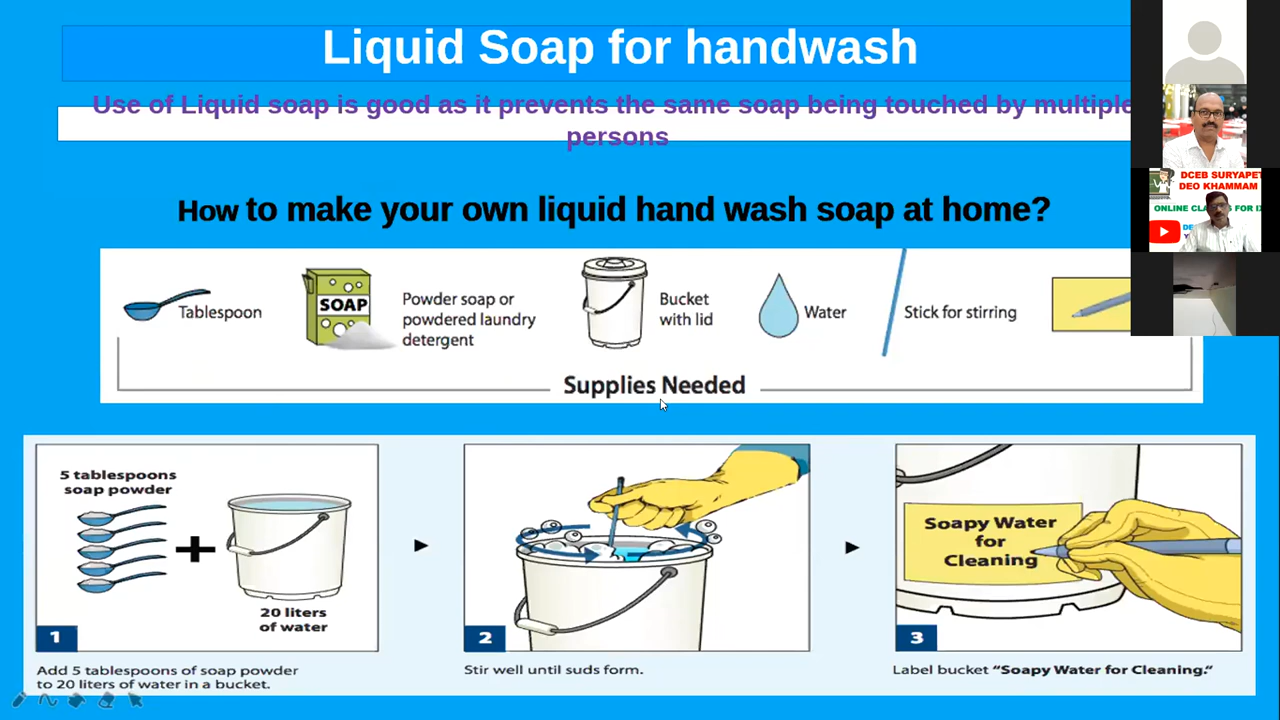 Liquid Soap for handwash
Use of Liquid soap is good as it prevents the same soap being touched by multiple
persons
How to make your own liquid hand wash soap at home?
Tablespoon
SOAP
Powder soap or
powdered laundry
detergent
Bucket
with lid
Water
Stick for stirring
Supplies Needed
DCEB SURYAPET
DEO KHAMMAM
ONLINE FOR
5 tablespoons
soap powder
20 liters
of water
1
Add 5 tablespoons of soap powder
to 20 liters of water in a bucket.
2
Stir well until suds form.
Soapy Water
for
Cleaning
3
Label bucket “Soapy Water for Cleaning.”